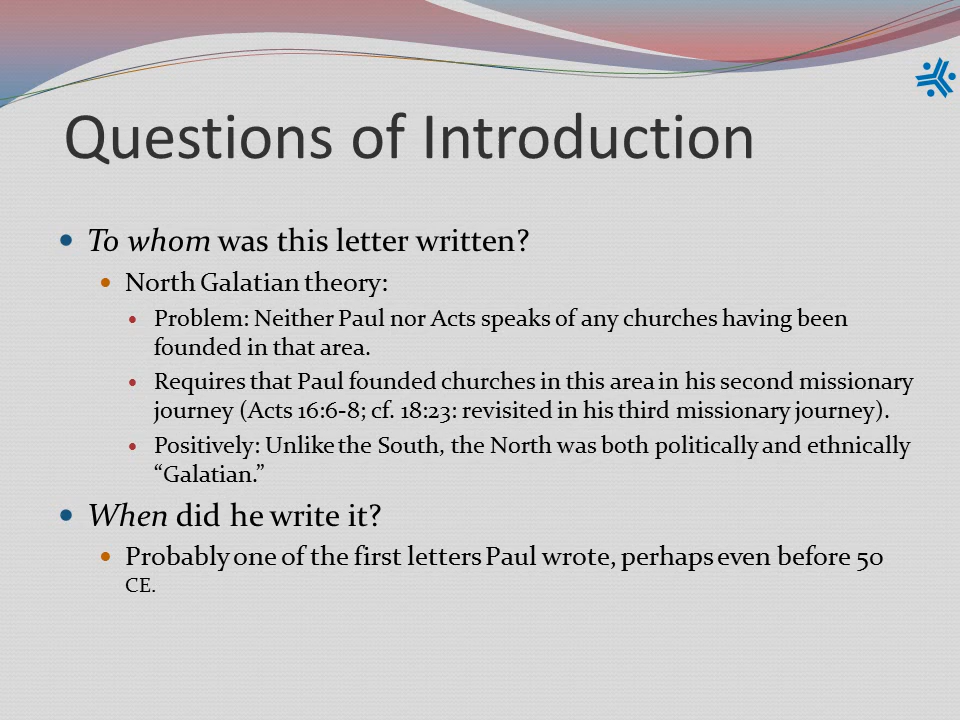 Questions of Introduction
To whom was this letter written?
North Galatian theory:
Problem: Neither Paul nor Acts speaks of any churches having been
founded in that area.
Requires that Paul founded churches in this area in his second missionary
journey (Acts 16:6-8; cf. 18:23: revisited in his third missionary journey).
Positively: Unlike the South, the North was both politically and ethnically
“Galatian.”
When did he write it?
Probably one of the first letters Paul wrote, perhaps even before 50
CE.